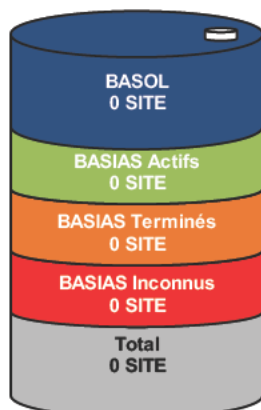 BASOL
0 SITE
BASIAS Actifs
0 SITE
BASIAS Terminés
0 SITE
BASIAS Inconnus
0 SITE
Total
0 SITE